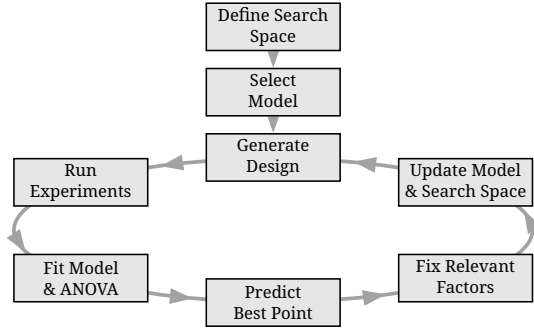 Define Search
Space
Select
Model
Generate
Design
Run
Experiments
Fit Model
& ANOVA
Predict
Best Point
Fix Relevant
Factors
Update Model
& Search Space